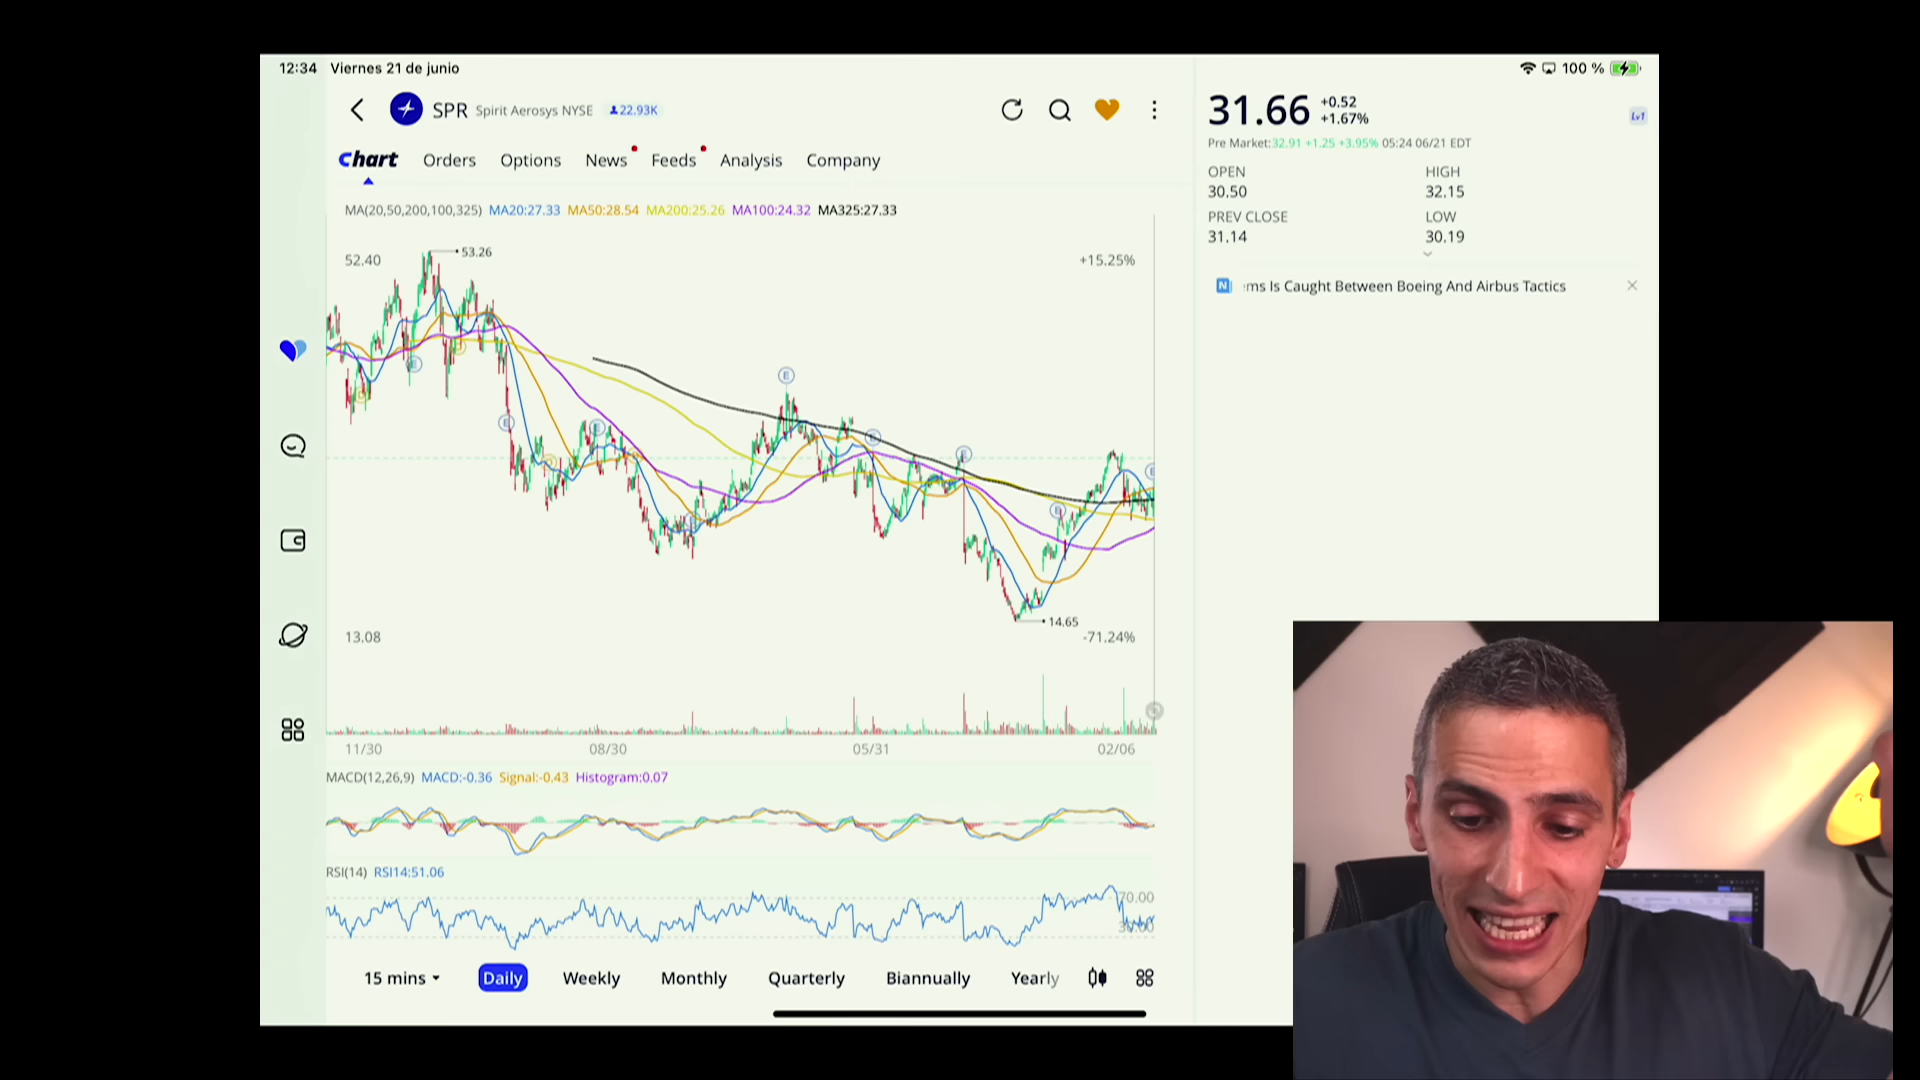 12:34 Viernes 21 de junio
100 %
SPR Spirit Aerosys NYSE 22.93K
Chart Orders Options News Feeds Analysis Company
MA(20,50,200,100,325) MA20:27.33 MA50:28.54 MA200:25.26 MA100:24.32 MA325:27.33
53.26
52.40 +15.25%
14.65
13.08 -71.24%
11/30 08/30 05/31 02/06
MACD(12,26,9) MACD:-0.36 Signal:-0.43 Histogram:0.07
RSI(14) RSI14:51.06
70.00
30.00
15 mins Daily Weekly Monthly Quarterly Biannually Yearly
31.66 +0.52
+1.67%
Lv1
Pre Market:32.91 +1.25 +3.95% 05:24 06/21 EDT
OPEN HIGH
30.50 32.15
PREV CLOSE LOW
31.14 30.19
N ms Is Caught Between Boeing And Airbus Tactics